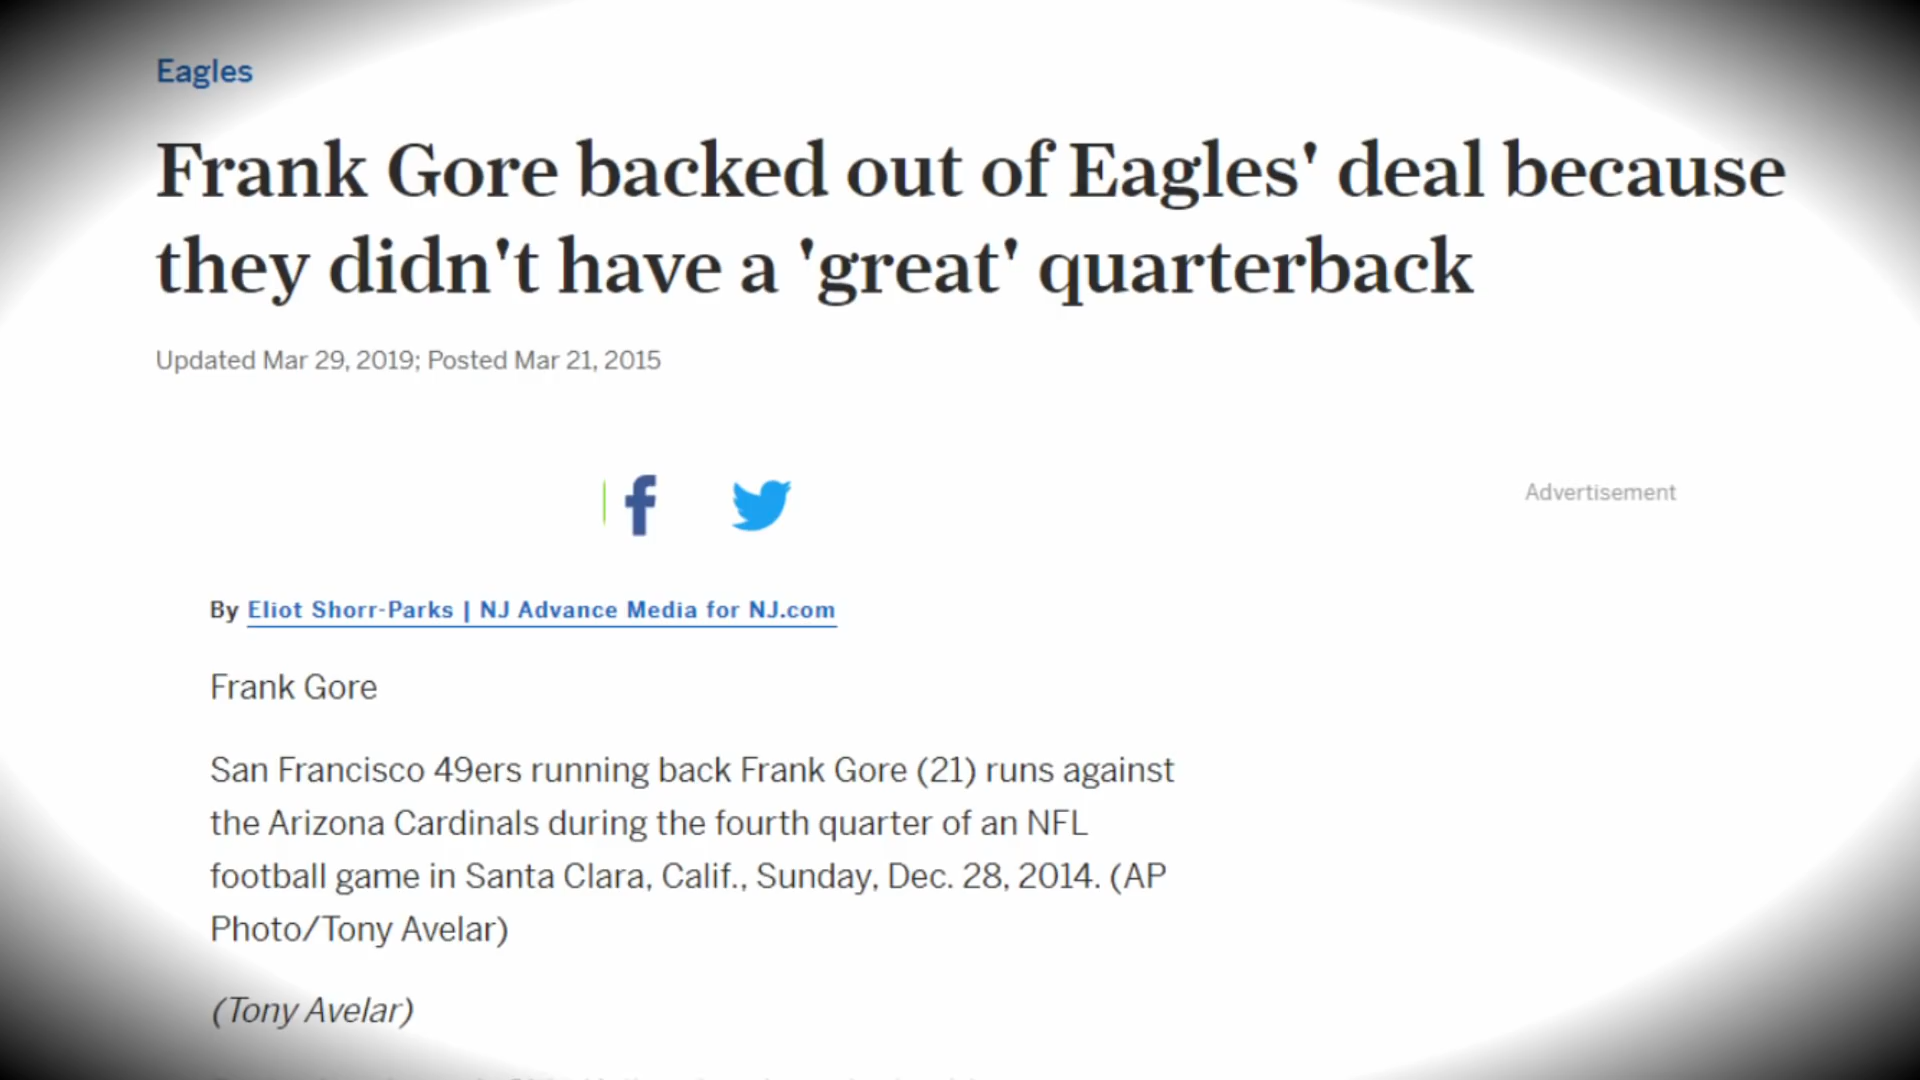 Eagles
Frank Gore backed out of Eagles' deal because
they didn't have a 'great' quarterback
Updated Mar 29, 2019; Posted Mar 21, 2015
Advertisement
By Eliot Shorr-Parks | NJ Advance Media for NJ.com
Frank Gore
San Francisco 49ers running back Frank Gore (21) runs against
the Arizona Cardinals during the fourth quarter of an NFL
football game in Santa Clara, Calif., Sunday, Dec. 28, 2014. (AP
Photo/Tony Avelar)
(Tony Avelar)